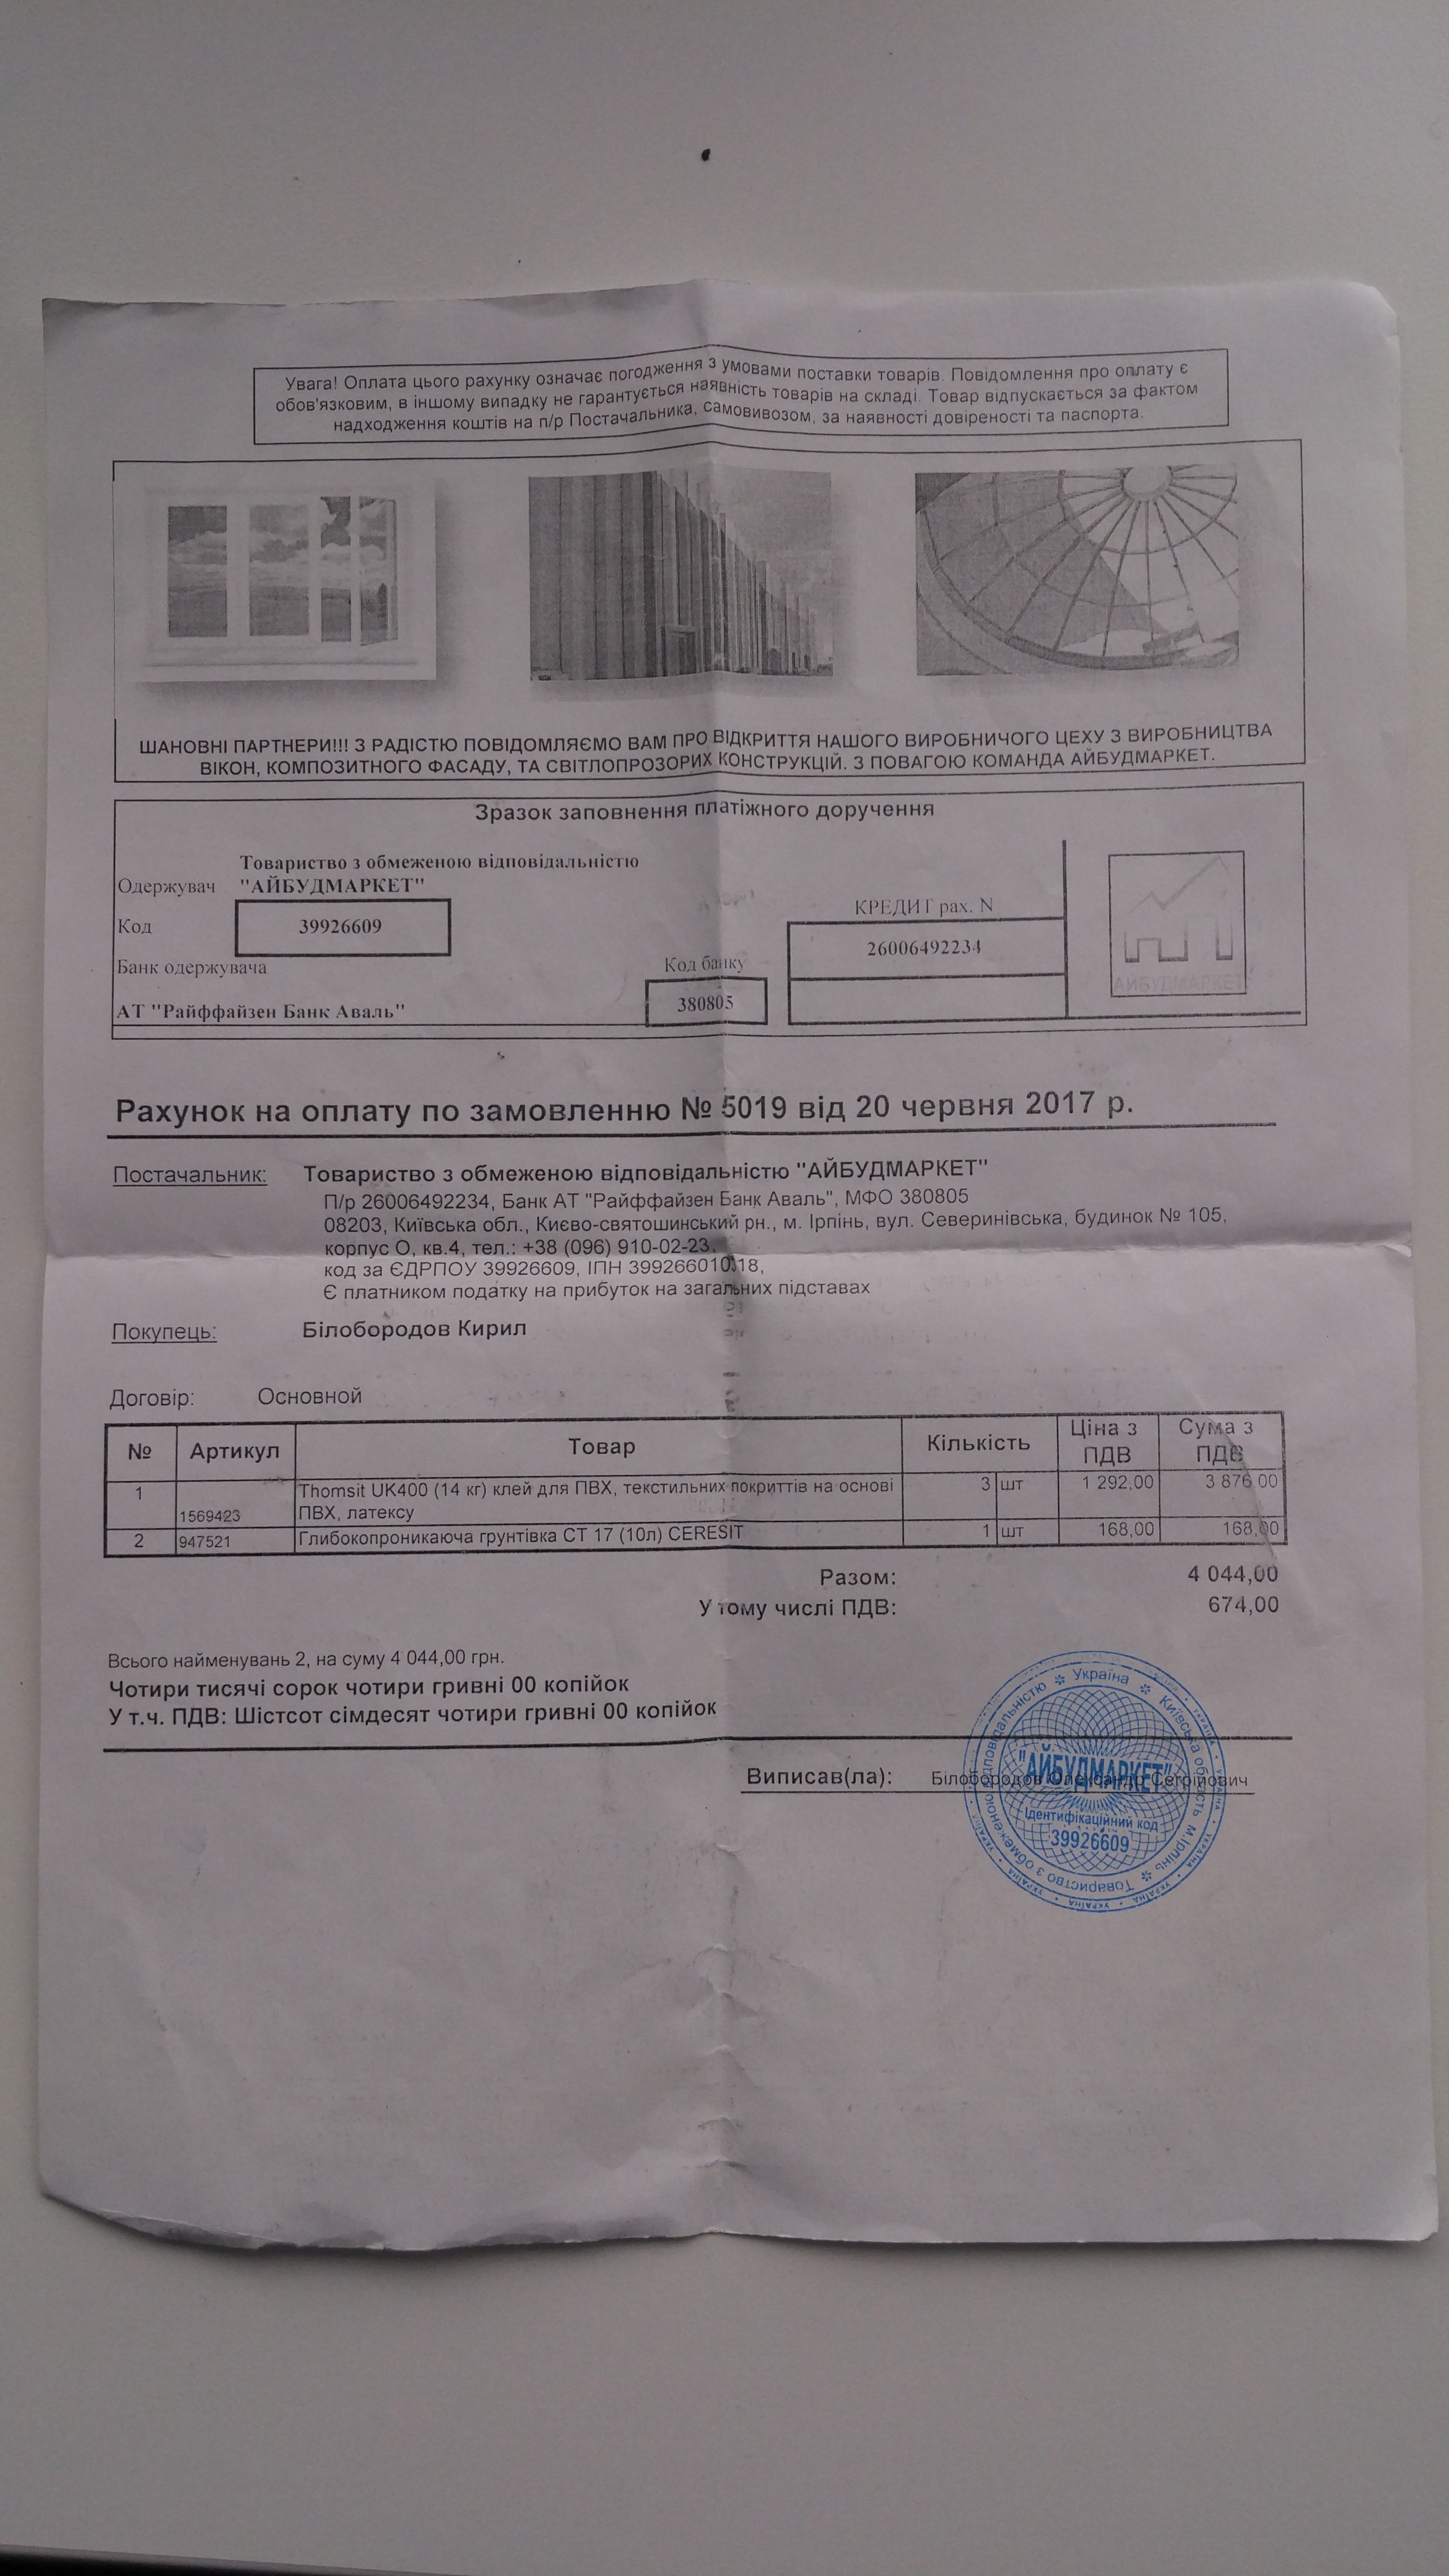 Увага! Оплата цього рахунку означає погодження з умовами поставки товарів. Повідомлення про оплату є
обов'язковим, в іншому випадку не гарантується наявність товарів на складі. Товар відпускається за фактом
надходження коштів на п/р Постачальника, самовивозом, за наявності довіреності та паспорта.
ШАНОВНІ ПАРТНЕРИ!!! З РАДІСТЮ ПОВІДОМЛЯЄМО ВАМ ПРО ВІДКРИТТЯ НАШОГО ВИРОБНИЧОГО ЦЕХУ З ВИРОБНИЦТВА
ВІКОН, КОМПОЗИТНОГО ФАСАДУ, ТА СВІТЛОПРОЗОРИХ КОНСТРУКЦІЙ. З ПОВАГОЮ КОМАНДА АЙБУДМАРКЕТ.
Зразок заповнення платіжного доручення
Товариство з обмеженою відповідальністю
Одержувач "АЙБУДМАРКЕТ"
Код 39926609
КРЕДИТ рах. N
26006492234
Банк одержувача
Код банку
АТ "Райффайзен Банк Аваль" 380805
АЙБУДМАРКЕТ
Рахунок на оплату по замовленню № 5019 від 20 червня 2017 р.
Постачальник: Товариство з обмеженою відповідальністю "АЙБУДМАРКЕТ"
П/р 26006492234, Банк АТ "Райффайзен Банк Аваль", МФО 380805
08203, Київська обл., Києво-святошинський рн., м. Ірпінь, вул. Северинівська, будинок № 105,
корпус О, кв.4, тел.: +38 (096) 910-02-23,
код за ЄДРПОУ 39926609, ІПН 399266010318,
Є платником податку на прибуток на загальних підставах
Покупець: Білобородов Кирил
Договір: Основной
№ Артикул Товар Кількість Ціна з ПДВ Сума з ПДВ
1 1569423 Thomsit UK400 (14 кг) клей для ПВХ, текстильних покриттів на основі 3 шт 1 292,00 3 876,00
ПВХ, латексу
2 947521 Глибокопроникаюча грунтівка СТ 17 (10л) CERESIT 1 шт 168,00 168,00
Разом: 4 044,00
У тому числі ПДВ: 674,00
Всього найменувань 2, на суму 4 044,00 грн.
Чотири тисячі сорок чотири гривні 00 копійок
У т.ч. ПДВ: Шістсот сімдесят чотири гривні 00 копійок
Виписав(ла): Білобородов Олександр Сегрійович
Україна * Київська область м.Ірпінь * Товариство з обмеженою відповідальністю *
"АЙБУДМАРКЕТ"
Ідентифікаційний код
39926609